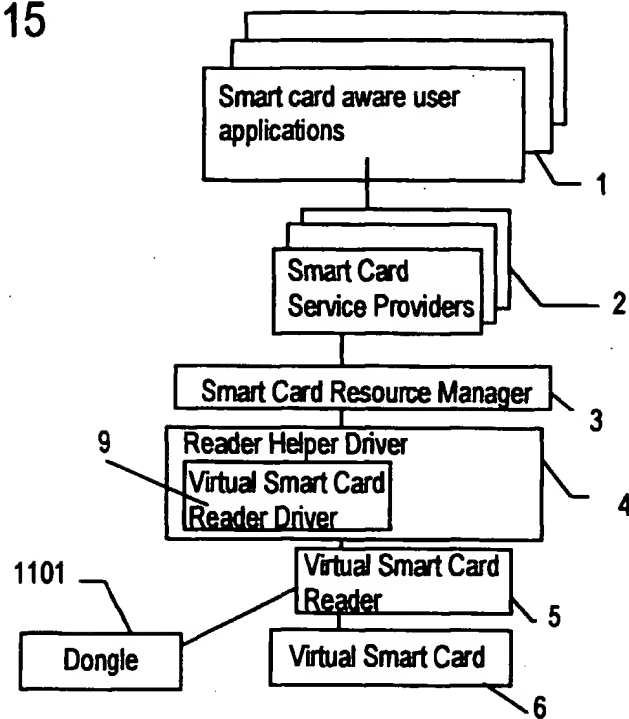 15
Smart card aware user
applications
1
Smart Card
Service Providers
2
Smart Card Resource Manager
3
Reader Helper Driver
9
Virtual Smart Card
Reader Driver
4
1101
Virtual Smart Card
Reader
5
Dongle
Virtual Smart Card
6